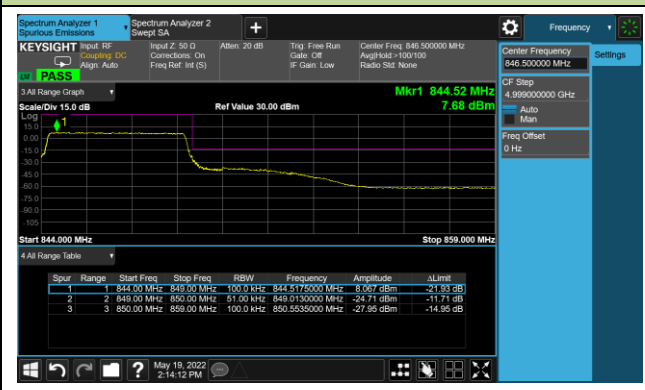 Spectrum Analyzer 1
Spurious Emissions
Spectrum Analyzer 2
Swept SA
+
Frequency
KEYSIGHT
Input: RF
Coupling: DC
Align: Auto
Input Z: 50 Ω
Corrections: On
Freq Ref: Int (S)
Atten: 20 dB
Trig: Free Run
Gate: Off
IF Gain: Low
Center Freq: 846.500000 MHz
Avg|Hold:>100/100
Radio Std: None
PASS
Center Frequency
846.500000 MHz
Settings
CF Step
4.999000000 GHz
Auto
Man
Freq Offset
0 Hz
3 All Range Graph
Mkr1 844.52 MHz
Scale/Div 15.0 dB
Ref Value 30.00 dBm
7.68 dBm
Log
15.0
0.00
-15.0
-30.0
-45.0
-60.0
-75.0
-90.0
-105
1
Start 844.000 MHz
Stop 859.000 MHz
4 All Range Table
Spur Range Start Freq Stop Freq RBW Frequency Amplitude ΔLimit
1 1 844.00 MHz 849.00 MHz 100.0 kHz 844.5175000 MHz 8.067 dBm -21.93 dB
2 2 849.00 MHz 850.00 MHz 51.00 kHz 849.0130000 MHz -24.71 dBm -11.71 dB
3 3 850.00 MHz 859.00 MHz 100.0 kHz 850.5535000 MHz -27.95 dBm -14.95 dB
?
May 19, 2022
2:14:12 PM